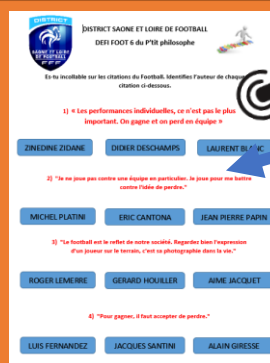 DISTRICT
SAONE ET LOIRE
DE FOOTBALL
DISTRICT SAONE ET LOIRE DE FOOTBALL
DEFI FOOT 6 du P'tit philosophe
Es-tu incollable sur les citations du Football. Identifies l'auteur de chaque
citation ci-dessous.
1) « Les performances individuelles, ce n'est pas le plus
important. On gagne et on perd en équipe »
ZINEDINE ZIDANE DIDIER DESCHAMPS LAURENT BLANC
2) "Je ne joue pas contre une équipe en particulier. Je joue pour me battre
contre l'idée de perdre."
MICHEL PLATINI ERIC CANTONA JEAN PIERRE PAPIN
3) "Le football est le reflet de notre société. Regardez bien l'expression
d'un joueur sur le terrain, c'est sa photographie dans la vie."
ROGER LEMERRE GERARD HOUILLER AIME JACQUET
4) "Pour gagner, il faut accepter de perdre."
LUIS FERNANDEZ JACQUES SANTINI ALAIN GIRESSE